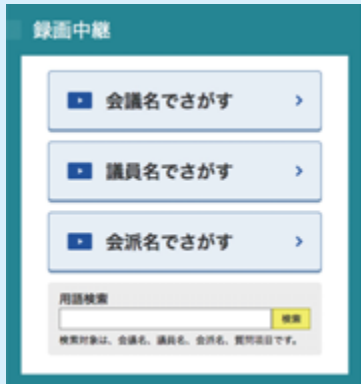 録画中継
会議名でさがす
議員名でさがす
会派名でさがす
用語検索
検索
検索対象は、会議名、議員名、会派名、質問項目です。